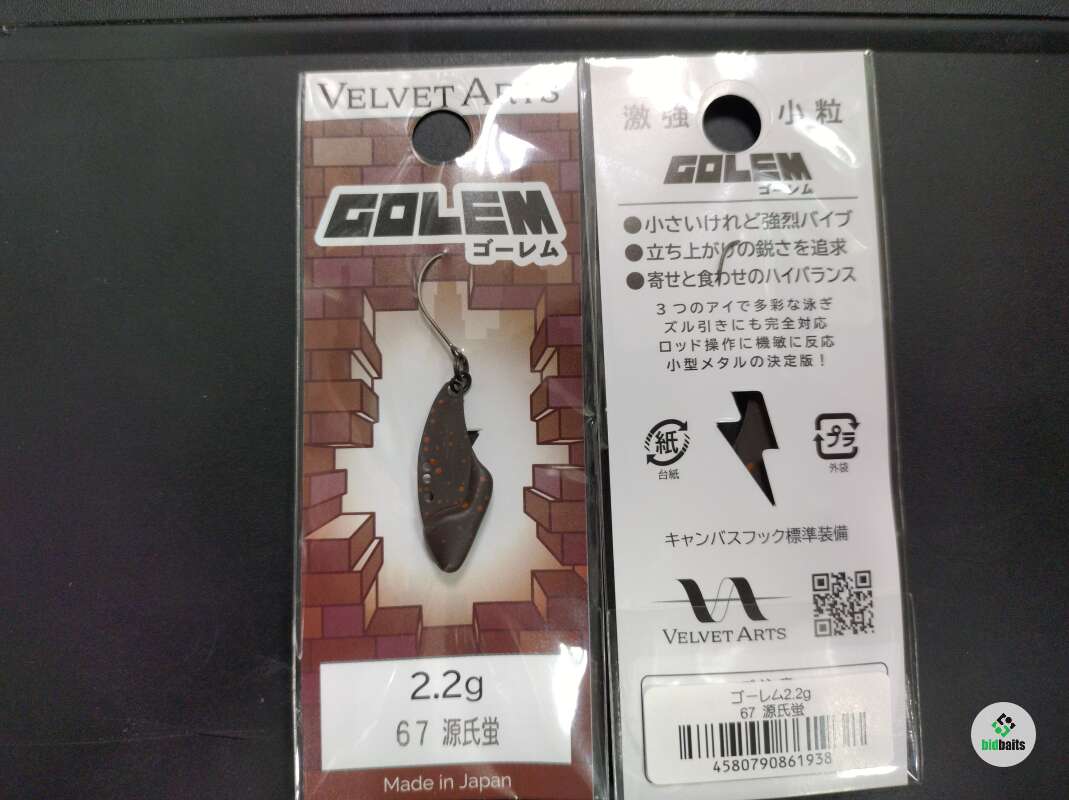 VELVET ARTS
GOLEM
ゴーレム
2.2g
67 源氏蛍
Made in Japan
激強 小粒
GOLEM
ゴーレム
●小さいけれど強烈バイブ
●立ち上がりの鋭さを追求
●寄せと食わせのハイバランス
3つのアイで多彩な泳ぎ
ズル引きにも完全対応
ロッド操作に機敏に反応
小型メタルの決定版！
紙
台紙
プラ
外袋
キャンバスフック標準装備
VELVET ARTS
ゴーレム2.2g
67 源氏蛍
4580790861938
bidbaits